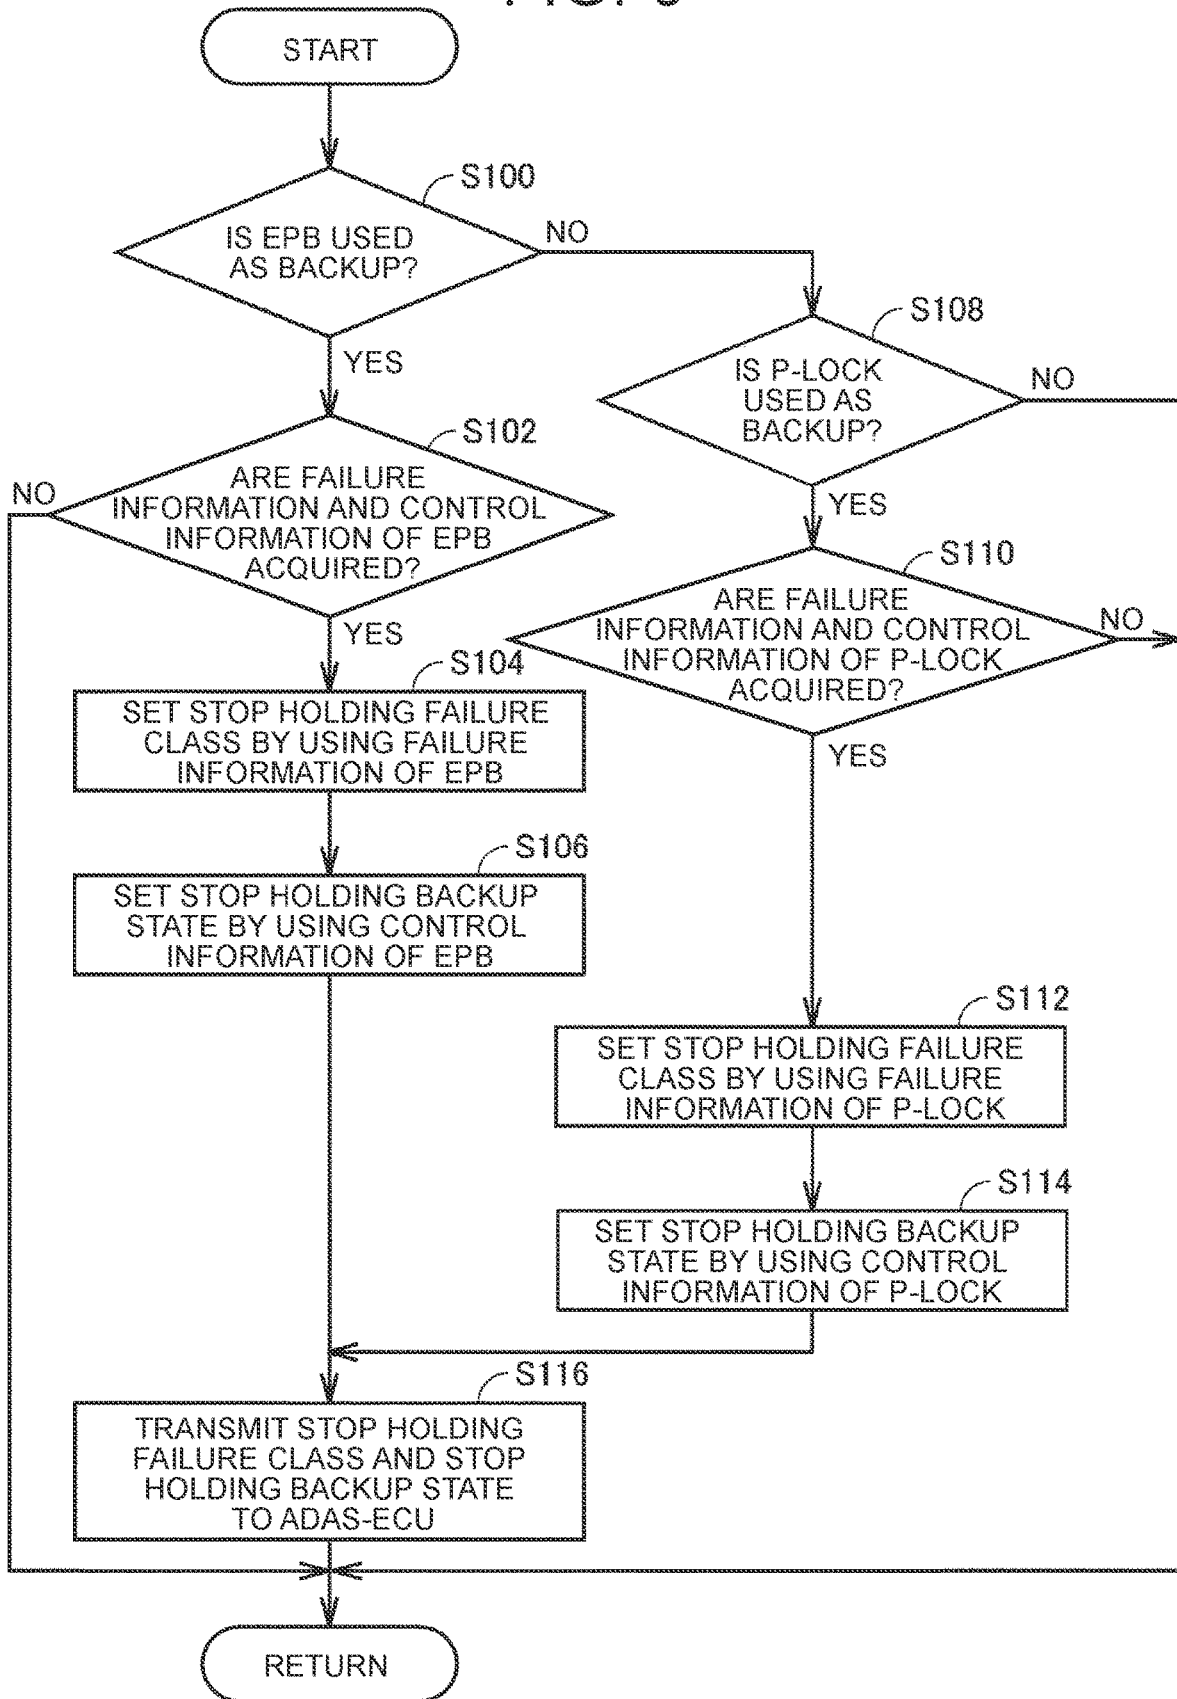 START
S100
IS EPB USED
AS BACKUP?
NO
YES
S108
IS P-LOCK
USED AS
BACKUP?
NO
YES
S102
ARE FAILURE
INFORMATION AND CONTROL
INFORMATION OF EPB
ACQUIRED?
NO
YES
S110
ARE FAILURE
INFORMATION AND CONTROL
INFORMATION OF P-LOCK
ACQUIRED?
NO
YES
S104
SET STOP HOLDING FAILURE
CLASS BY USING FAILURE
INFORMATION OF EPB
S106
SET STOP HOLDING BACKUP
STATE BY USING CONTROL
INFORMATION OF EPB
S112
SET STOP HOLDING FAILURE
CLASS BY USING FAILURE
INFORMATION OF P-LOCK
S114
SET STOP HOLDING BACKUP
STATE BY USING CONTROL
INFORMATION OF P-LOCK
S116
TRANSMIT STOP HOLDING
FAILURE CLASS AND STOP
HOLDING BACKUP STATE
TO ADAS-ECU
RETURN